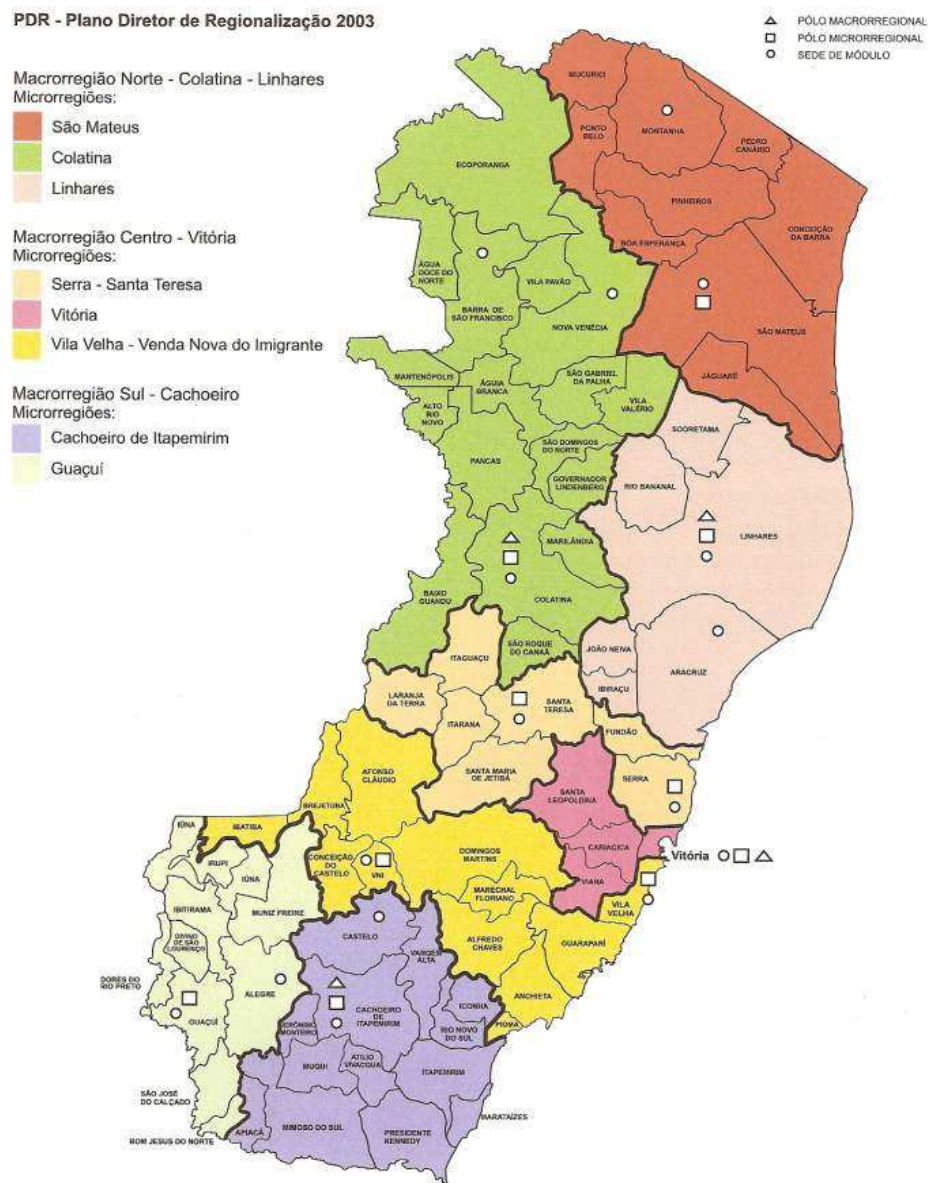 PDR - Plano Diretor de Regionalização 2003
PÓLO MACRORREGIONAL
PÓLO MICRORREGIONAL
SEDE DE MÓDULO
Macrorregião Norte - Colatina - Linhares
Microrregiões:
São Mateus
Colatina
Linhares
Macrorregião Centro - Vitória
Microrregiões:
Serra - Santa Teresa
Vitória
Vila Velha - Venda Nova do Imigrante
Macrorregião Sul - Cachoeiro
Microrregiões:
Cachoeiro de Itapemirim
Guaçuí
MUCURICI
MONTANHA
PONTO
BELO
PEDRO
CANÁRIO
ECOPORANGA
PINHEIROS
CONCEIÇÃO
DA BARRA
BOA ESPERANÇA
ÁGUA
DOCE DO
NORTE
VILA PAVÃO
BARRA DE
SÃO FRANCISCO
NOVA VENÉCIA
SÃO MATEUS
JAGUARÉ
MANTENÓPOLIS
ÁGUIA
BRANCA
SÃO GABRIEL
DA PALHA
VILA
VALÉRIO
ALTO
RIO
NOVO
SOORETAMA
SÃO DOMINGOS
DO NORTE
PANCAS
GOVERNADOR
LINDENBERG
RIO BANANAL
LINHARES
MARILÂNDIA
BAIXO
GUANDU
COLATINA
SÃO ROQUE
DO CANAÃ
ITAGUAÇU
JOÃO NEIVA
ARACRUZ
IBIRAÇU
LARANJA
DA TERRA
ITARANA
SANTA
TERESA
FUNDÃO
SANTA MARIA
DE JETIBÁ
SERRA
AFONSO
CLÁUDIO
SANTA
LEOPOLDINA
BREJETUBA
IÚNA
IBATIBA
CARIACICA
Vitória
IRUPI
IÚNA
CONCEIÇÃO
DO
CASTELO
VNI
DOMINGOS
MARTINS
VIANA
MARECHAL
FLORIANO
VILA
VELHA
IBITIRAMA
MUNIZ FREIRE
CASTELO
VARGEM
ALTA
ALFREDO
CHAVES
GUARAPARÍ
DIVINO
DE SÃO
LOURENÇO
DORES DO
RIO PRETO
ALEGRE
GUAÇUÍ
ANCHIETA
ICONHA
CACHOEIRO
DE
ITAPEMIRIM
PIÚMA
JERÔNIMO
MONTEIRO
RIO NOVO
DO SUL
ATILIO
VIVACQUA
MUQUI
ITAPEMIRIM
SÃO JOSÉ
DO CALÇADO
MARATAÍZES
APIACÁ
MIMOSO DO SUL
PRESIDENTE
KENNEDY
BOM JESUS DO NORTE